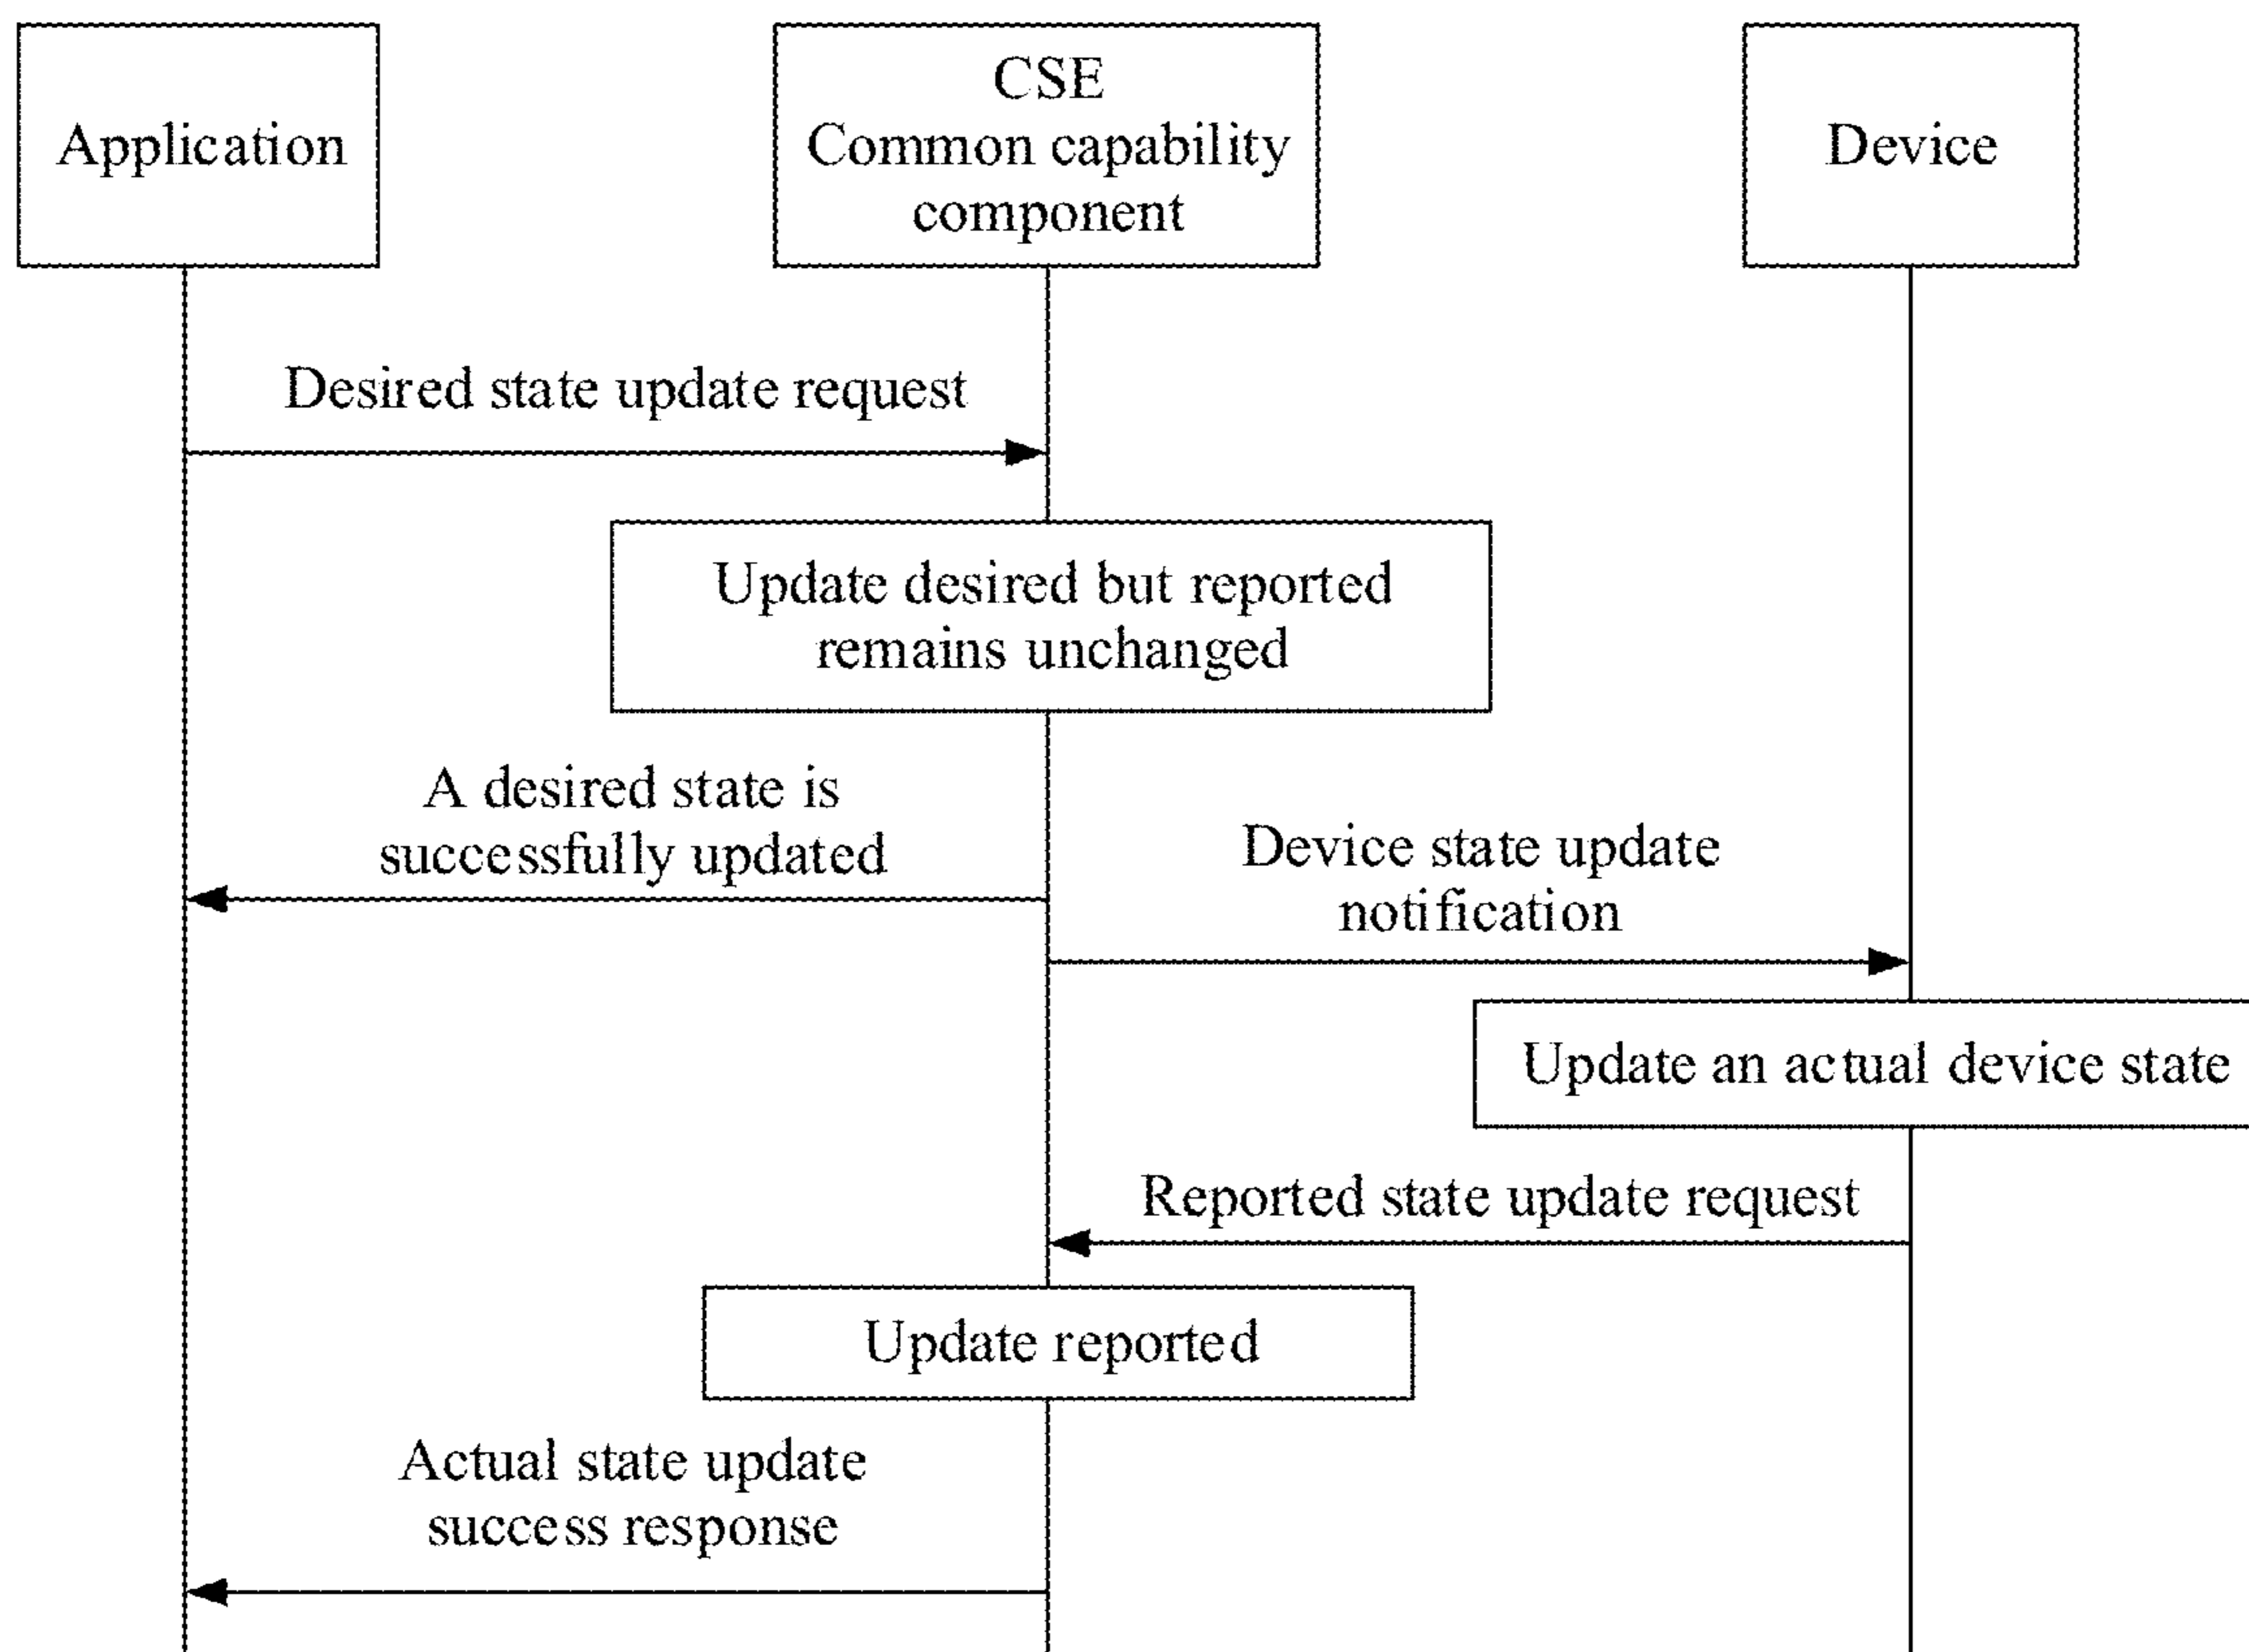 Application
CSE
Common capability
component
Device
Desired state update request
Update desired but reported
remains unchanged
A desired state is
successfully updated
Device state update
notification
Update an actual device state
Reported state update request
Update reported
Actual state update
success response